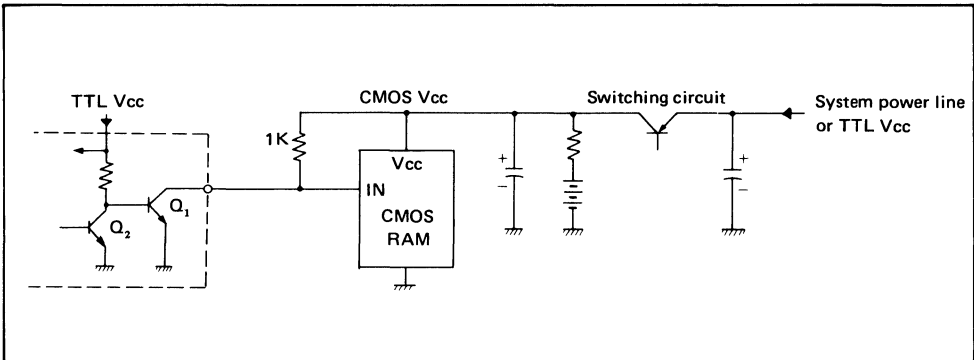 TTL Vcc
CMOS Vcc
Switching circuit
System power line
or TTL Vcc
1K
Vcc
IN
CMOS
RAM
Q1
Q2
+
−
+
−